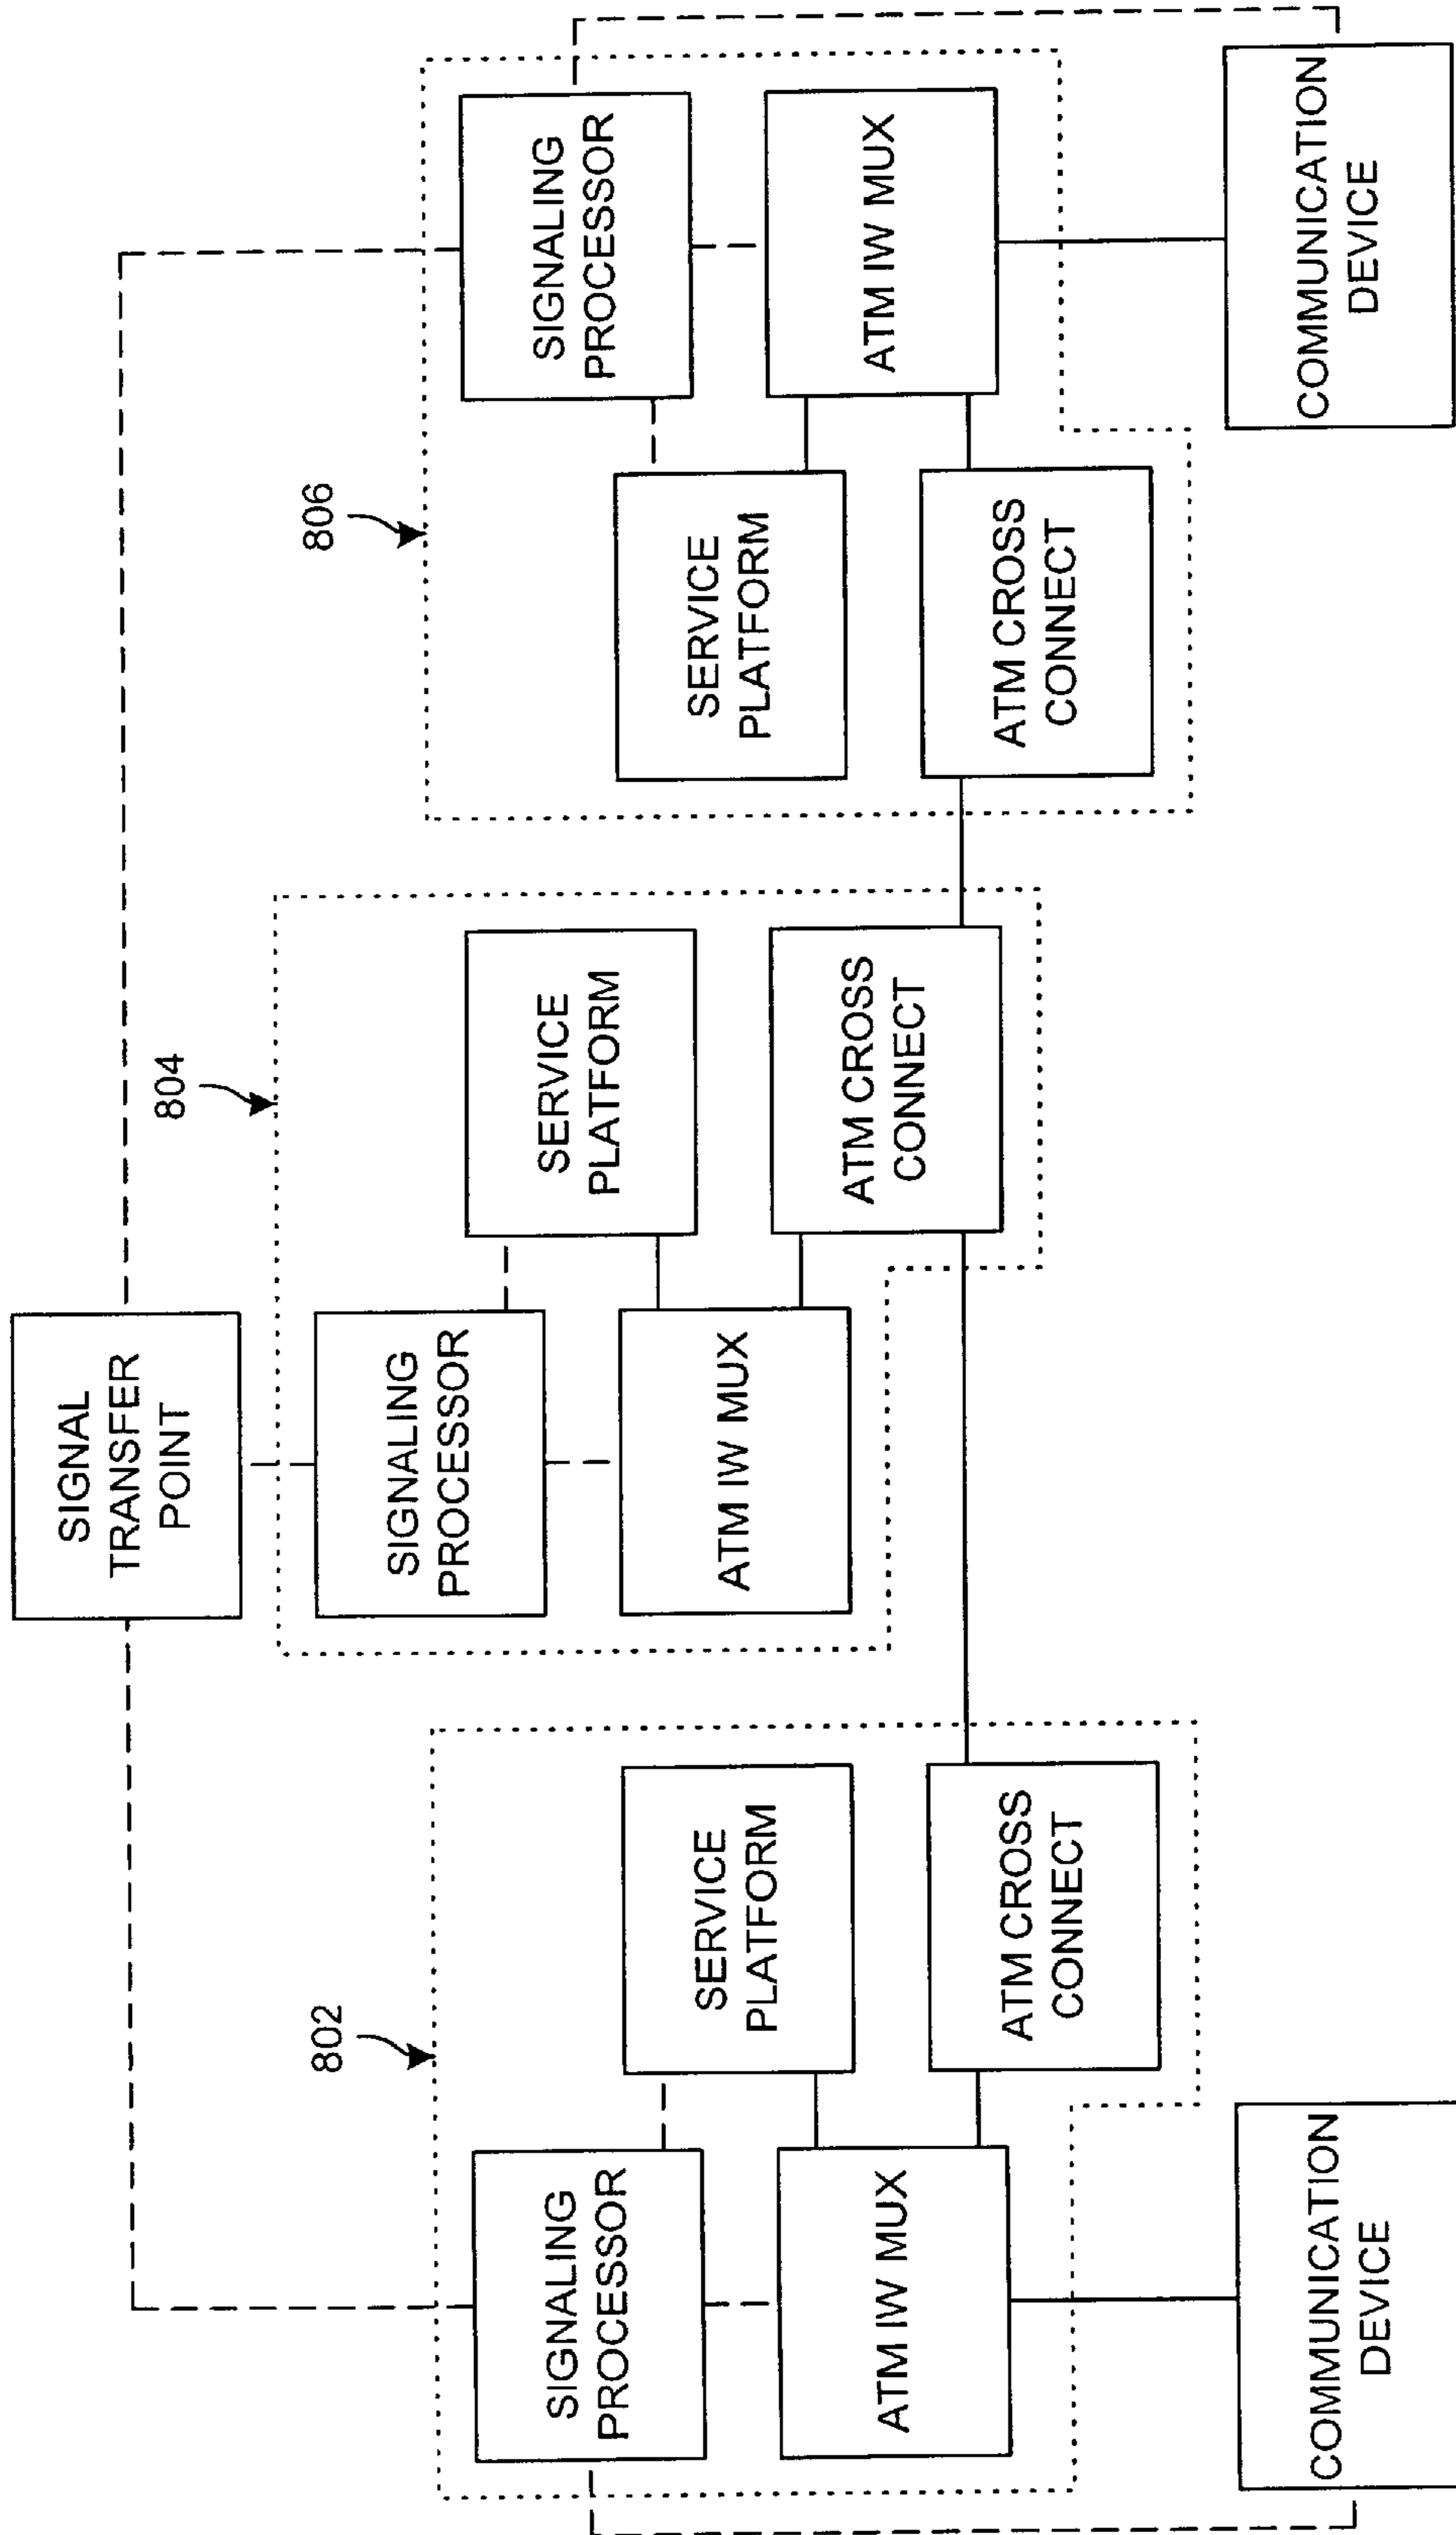 SIGNAL
TRANSFER
POINT
802
SIGNALING
PROCESSOR
SERVICE
PLATFORM
ATM IW MUX
ATM CROSS
CONNECT
COMMUNICATION
DEVICE
804
SIGNALING
PROCESSOR
SERVICE
PLATFORM
ATM IW MUX
ATM CROSS
CONNECT
806
SIGNALING
PROCESSOR
SERVICE
PLATFORM
ATM IW MUX
ATM CROSS
CONNECT
COMMUNICATION
DEVICE